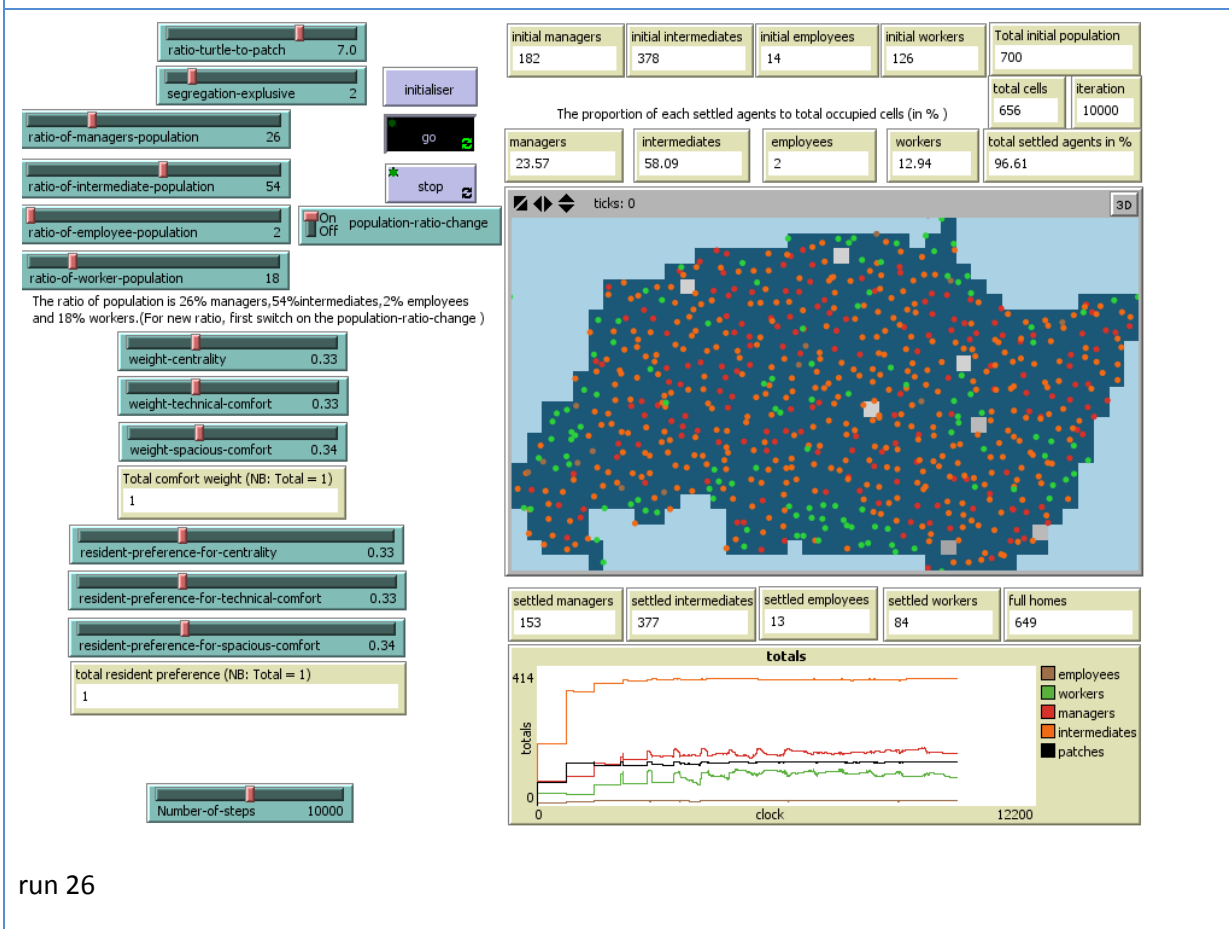 ratio-turtle-to-patch 7.0
segregation-explusive 2
initialiser
ratio-of-managers-population 26
go
ratio-of-intermediate-population 54
stop
ratio-of-employee-population 2
On
Off
population-ratio-change
ratio-of-worker-population 18
The ratio of population is 26% managers,54%intermediates,2% employees
and 18% workers.(For new ratio, first switch on the population-ratio-change )
weight-centrality 0.33
weight-technical-comfort 0.33
weight-spacious-comfort 0.34
Total comfort weight (NB: Total = 1)
1
resident-preference-for-centrality 0.33
resident-preference-for-technical-comfort 0.33
resident-preference-for-spacious-comfort 0.34
total resident preference (NB: Total = 1)
1
Number-of-steps 10000
initial managers
182
initial intermediates
378
initial employees
14
initial workers
126
Total initial population
700
total cells
656
iteration
10000
The proportion of each settled agents to total occupied cells (in % )
managers
23.57
intermediates
58.09
employees
2
workers
12.94
total settled agents in %
96.61
ticks: 0
3D
settled managers
153
settled intermediates
377
settled employees
13
settled workers
84
full homes
649
totals
414
totals
0
0
clock
12200
employees
workers
managers
intermediates
patches
run 26